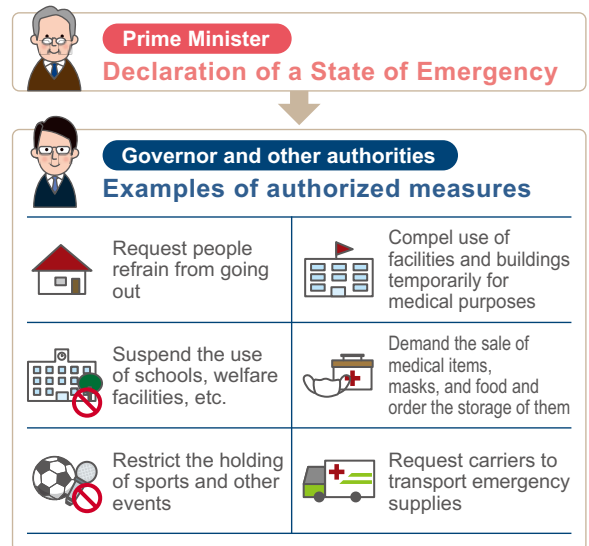 Prime Minister
Declaration of a State of Emergency
Governor and other authorities
Examples of authorized measures
Request people
refrain from going
out
Compel use of
facilities and buildings
temporarily for
medical purposes
Suspend the use
of schools, welfare
facilities, etc.
Demand the sale of
medical items,
masks, and food and
order the storage of them
Restrict the holding
of sports and other
events
Request carriers to
transport emergency
supplies